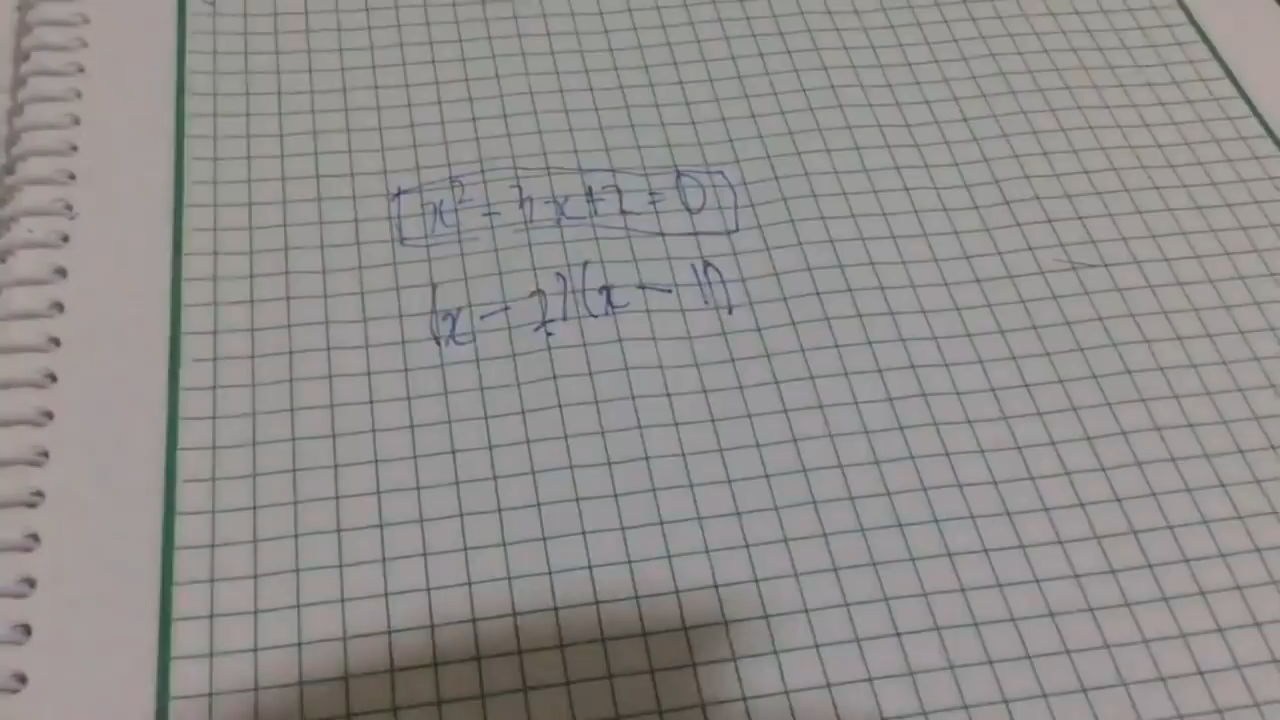 x² - 3x + 2 = 0
(x - 2)(x - 1)